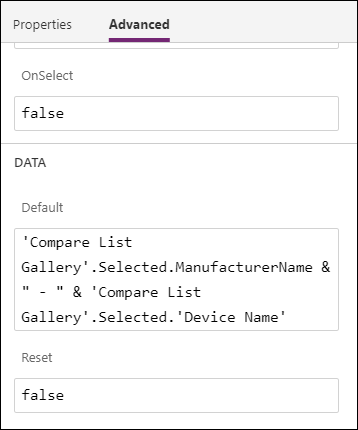 Properties Advanced
OnSelect
false
DATA
Default
'Compare List
Gallery'.Selected.ManufacturerName &
" - " & 'Compare List
Gallery'.Selected.'Device Name'
Reset
false